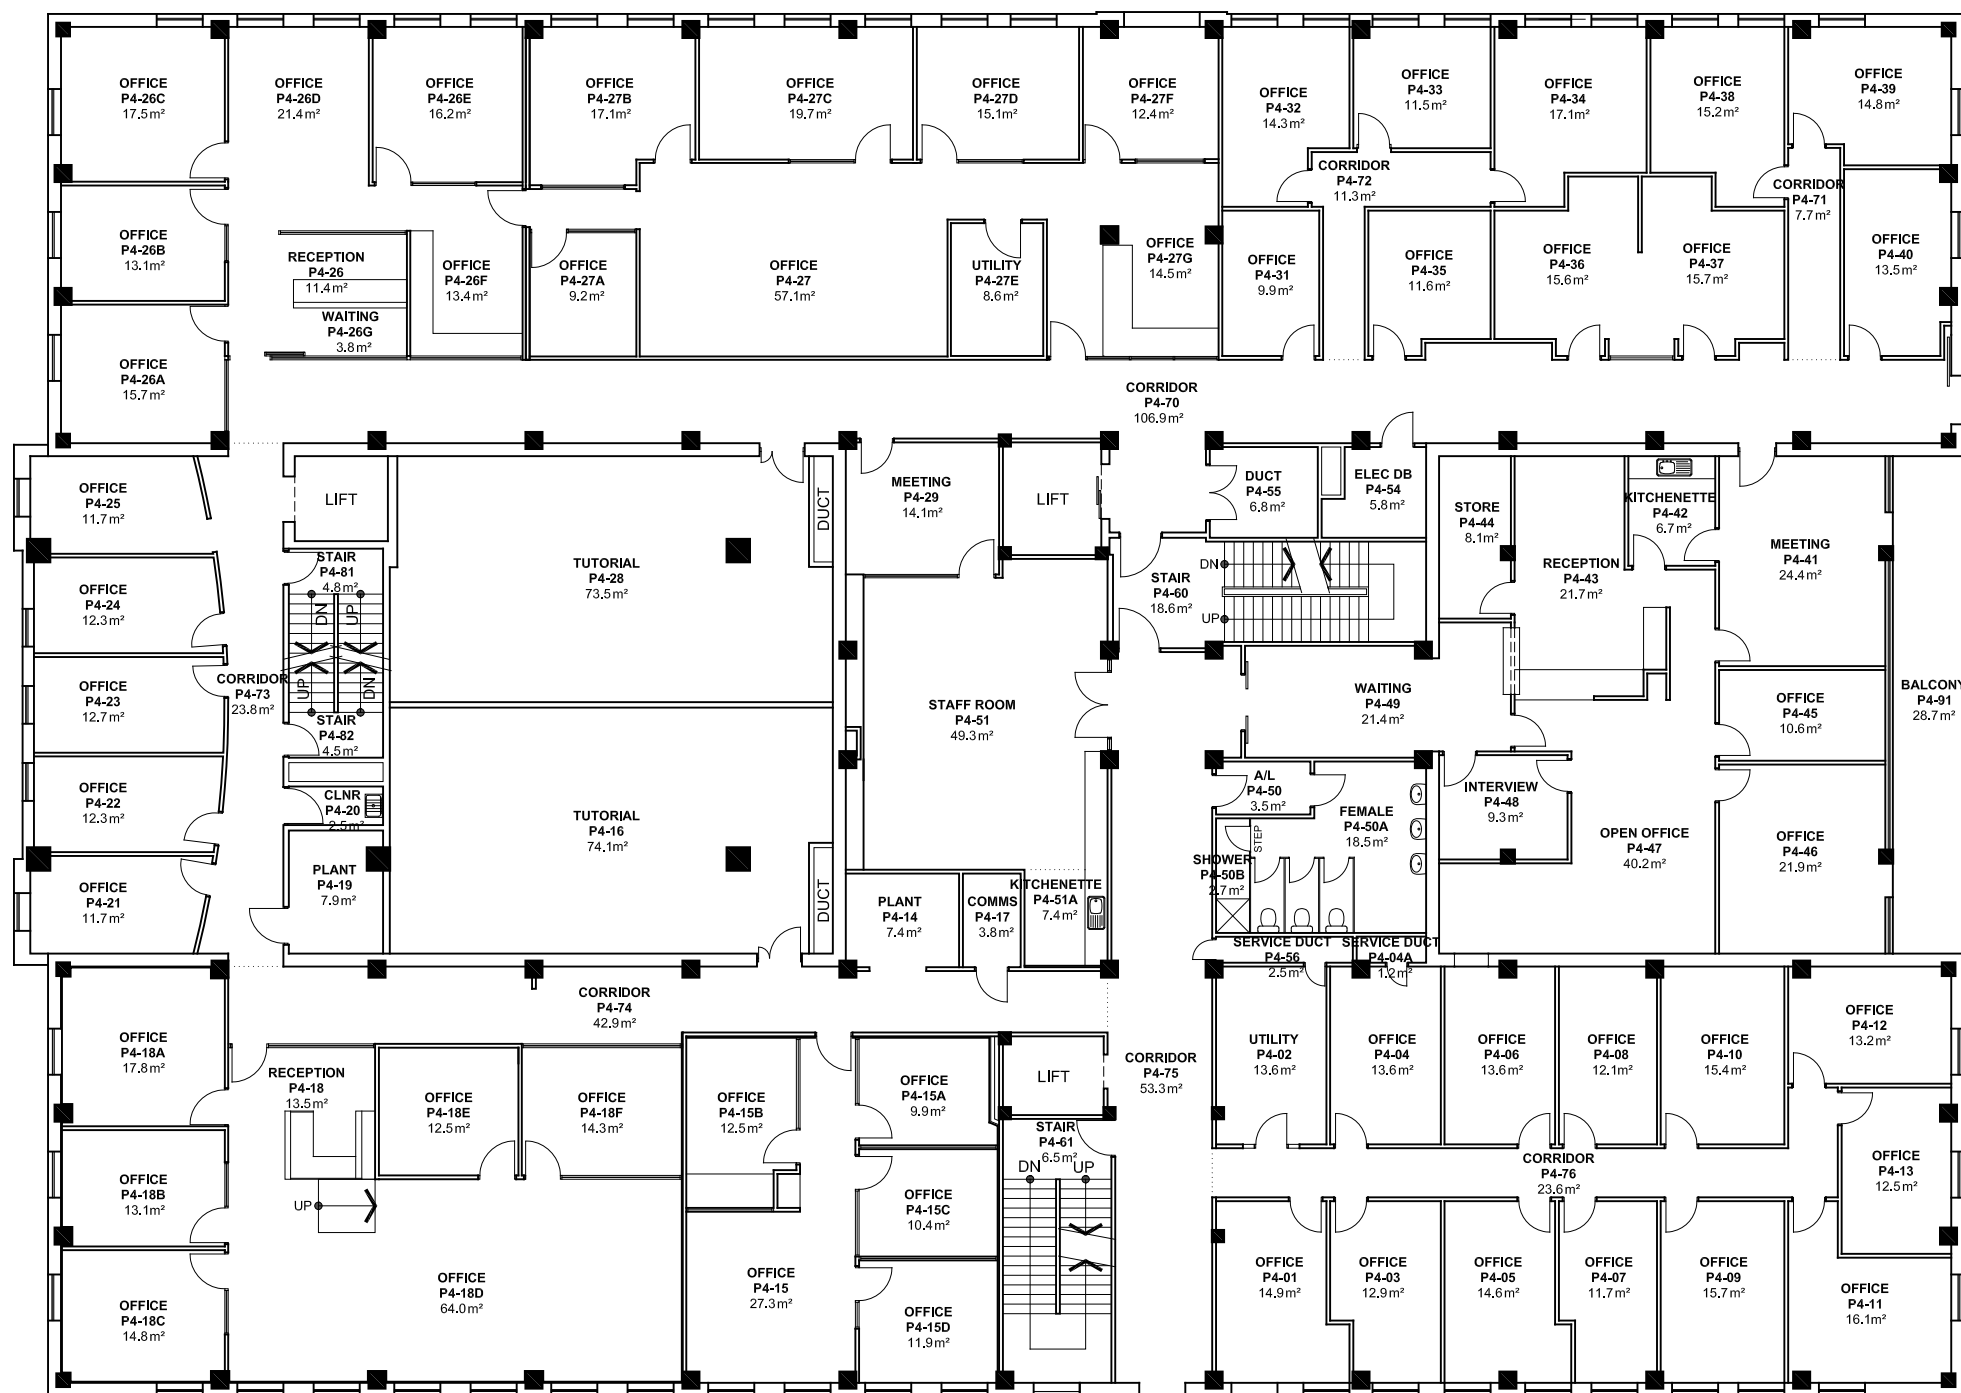 OFFICE
P4-26C
17.5m²
OFFICE
P4-26D
21.4m²
OFFICE
P4-26E
16.2m²
OFFICE
P4-27B
17.1m²
OFFICE
P4-27C
19.7m²
OFFICE
P4-27D
15.1m²
OFFICE
P4-27F
12.4m²
OFFICE
P4-32
14.3m²
OFFICE
P4-33
11.5m²
OFFICE
P4-34
17.1m²
OFFICE
P4-38
15.2m²
OFFICE
P4-39
14.8m²
CORRIDOR
P4-72
11.3m²
CORRIDOR
P4-71
7.7m²
OFFICE
P4-26B
13.1m²
RECEPTION
P4-26
11.4m²
WAITING
P4-26G
3.8m²
OFFICE
P4-26F
13.4m²
OFFICE
P4-27A
9.2m²
OFFICE
P4-27
57.1m²
UTILITY
P4-27E
8.6m²
OFFICE
P4-27G
14.5m²
OFFICE
P4-31
9.9m²
OFFICE
P4-35
11.6m²
OFFICE
P4-36
15.6m²
OFFICE
P4-37
15.7m²
OFFICE
P4-40
13.5m²
OFFICE
P4-26A
15.7m²
CORRIDOR
P4-70
106.9m²
OFFICE
P4-25
11.7m²
LIFT
DUCT
MEETING
P4-29
14.1m²
LIFT
DUCT
P4-55
6.8m²
ELEC DB
P4-54
5.8m²
STORE
P4-44
8.1m²
KITCHENETTE
P4-42
6.7m²
MEETING
P4-41
24.4m²
OFFICE
P4-24
12.3m²
STAIR
P4-81
4.8m²
DN
UP
TUTORIAL
P4-28
73.5m²
STAIR
P4-60
18.6m²
DN
UP
RECEPTION
P4-43
21.7m²
OFFICE
P4-23
12.7m²
CORRIDOR
P4-73
23.8m²
UP
DN
STAIR
P4-82
4.5m²
STAFF ROOM
P4-51
49.3m²
WAITING
P4-49
21.4m²
OFFICE
P4-45
10.6m²
BALCONY
P4-91
28.7m²
OFFICE
P4-22
12.3m²
CLNR
P4-20
2.5m²
TUTORIAL
P4-16
74.1m²
A/L
P4-50
3.5m²
FEMALE
P4-50A
18.5m²
STEP
SHOWER
P4-50B
2.7m²
INTERVIEW
P4-48
9.3m²
OPEN OFFICE
P4-47
40.2m²
OFFICE
P4-46
21.9m²
OFFICE
P4-21
11.7m²
PLANT
P4-19
7.9m²
DUCT
PLANT
P4-14
7.4m²
COMMS
P4-17
3.8m²
KITCHENETTE
P4-51A
7.4m²
SERVICE DUCT
P4-56
2.5m²
SERVICE DUCT
P4-04A
1.2m²
CORRIDOR
P4-74
42.9m²
OFFICE
P4-18A
17.8m²
RECEPTION
P4-18
13.5m²
OFFICE
P4-18E
12.5m²
OFFICE
P4-18F
14.3m²
OFFICE
P4-15B
12.5m²
OFFICE
P4-15A
9.9m²
LIFT
CORRIDOR
P4-75
53.3m²
UTILITY
P4-02
13.6m²
OFFICE
P4-04
13.6m²
OFFICE
P4-06
13.6m²
OFFICE
P4-08
12.1m²
OFFICE
P4-10
15.4m²
OFFICE
P4-12
13.2m²
STAIR
P4-61
6.5m²
DN
UP
CORRIDOR
P4-76
23.6m²
OFFICE
P4-13
12.5m²
OFFICE
P4-18B
13.1m²
UP
OFFICE
P4-15C
10.4m²
OFFICE
P4-18C
14.8m²
OFFICE
P4-18D
64.0m²
OFFICE
P4-15
27.3m²
OFFICE
P4-15D
11.9m²
OFFICE
P4-01
14.9m²
OFFICE
P4-03
12.9m²
OFFICE
P4-05
14.6m²
OFFICE
P4-07
11.7m²
OFFICE
P4-09
15.7m²
OFFICE
P4-11
16.1m²